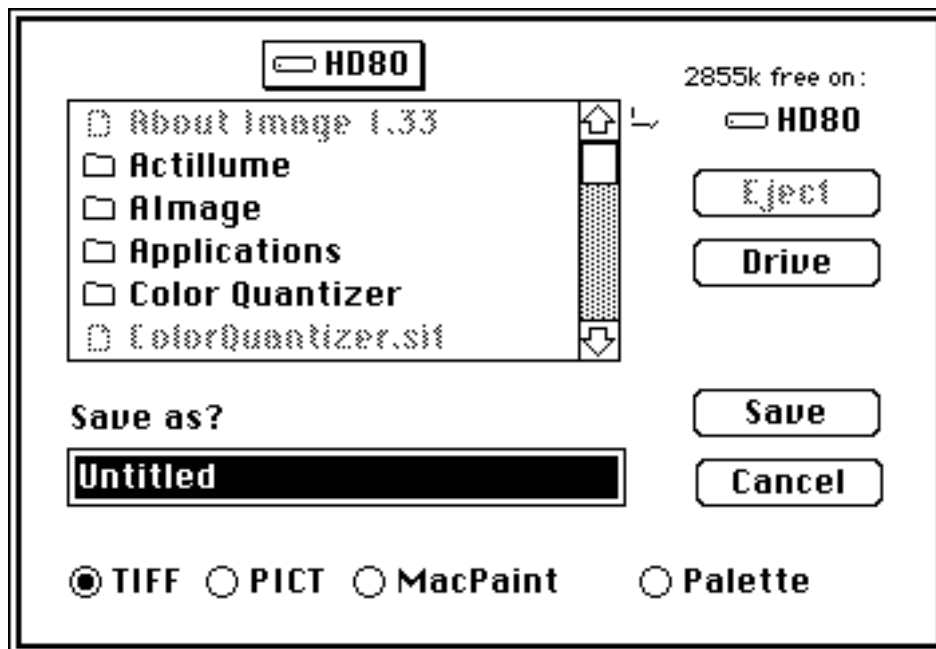 HD80
2855k free on:
HD80
About Image 1.33
Actillume
AImage
Applications
Color Quantizer
ColorQuantizer.sit
Eject
Drive
Save as?
Untitled
Save
Cancel
TIFF PICT MacPaint Palette